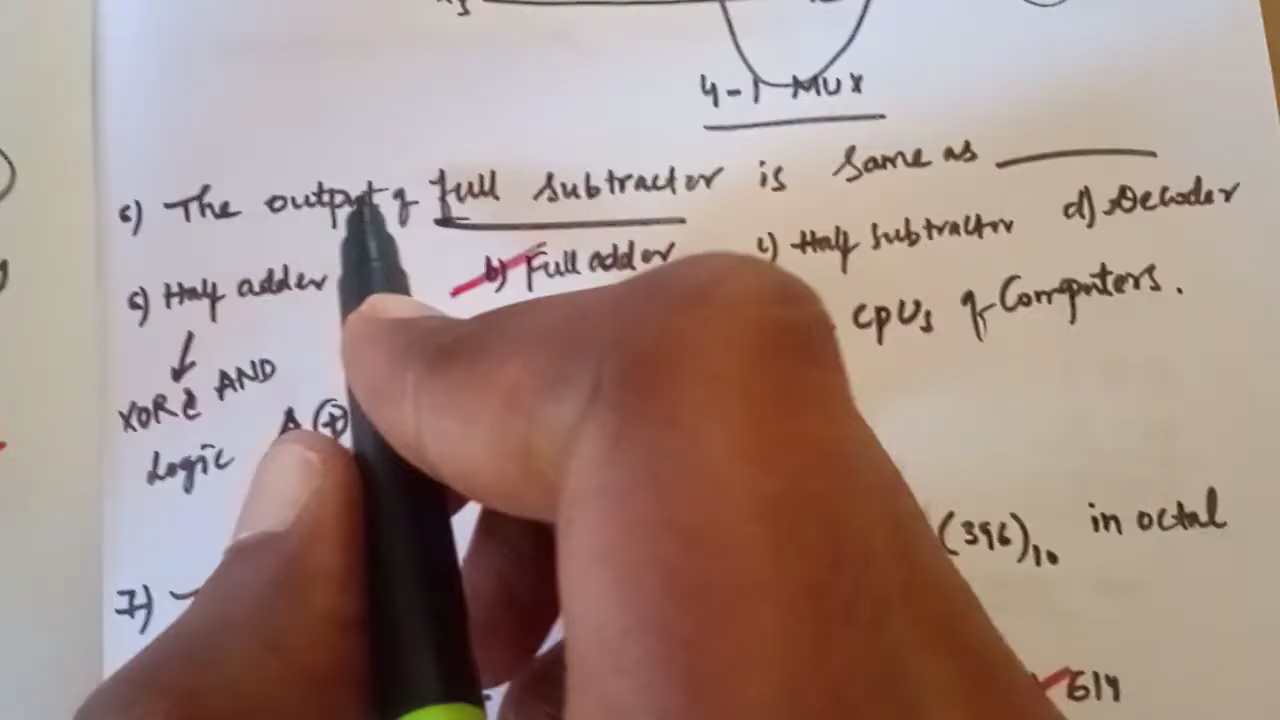 4-1 MUX
6) The output of full subtractor is same as ______
a) Half adder b) Full adder c) Half subtractor d) Decoder
CPUs of Computers.
XOR & AND
Logic A ⊕
7)
(396)10 in octal
614